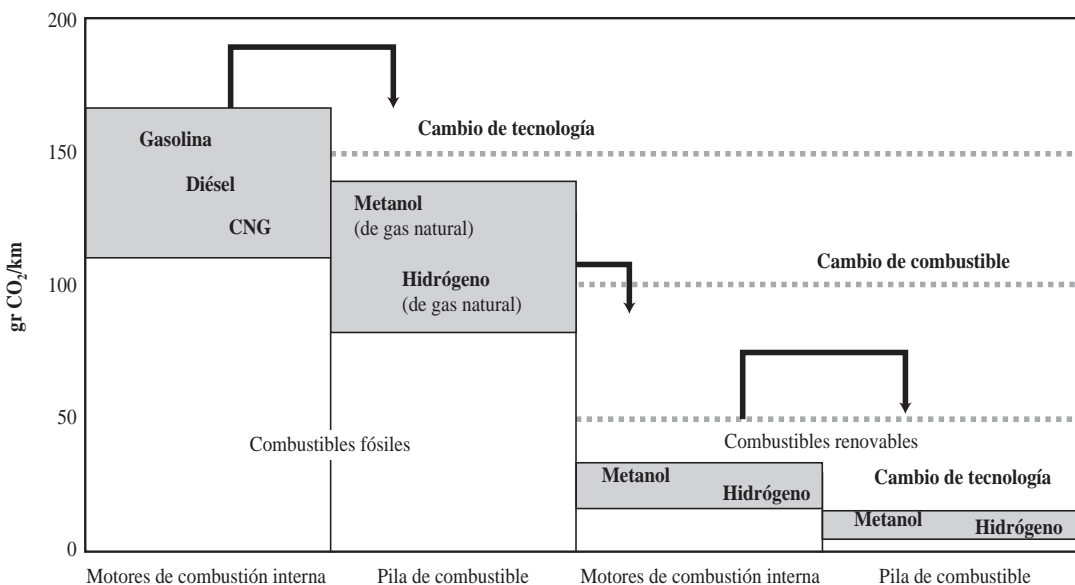 200
150
100
50
0
gr CO₂/km
Gasolina
Diésel
CNG
Cambio de tecnología
Metanol
(de gas natural)
Hidrógeno
(de gas natural)
Cambio de combustible
Combustibles fósiles
Combustibles renovables
Metanol
Hidrógeno
Cambio de tecnología
Metanol
Hidrógeno
Motores de combustión interna
Pila de combustible
Motores de combustión interna
Pila de combustible